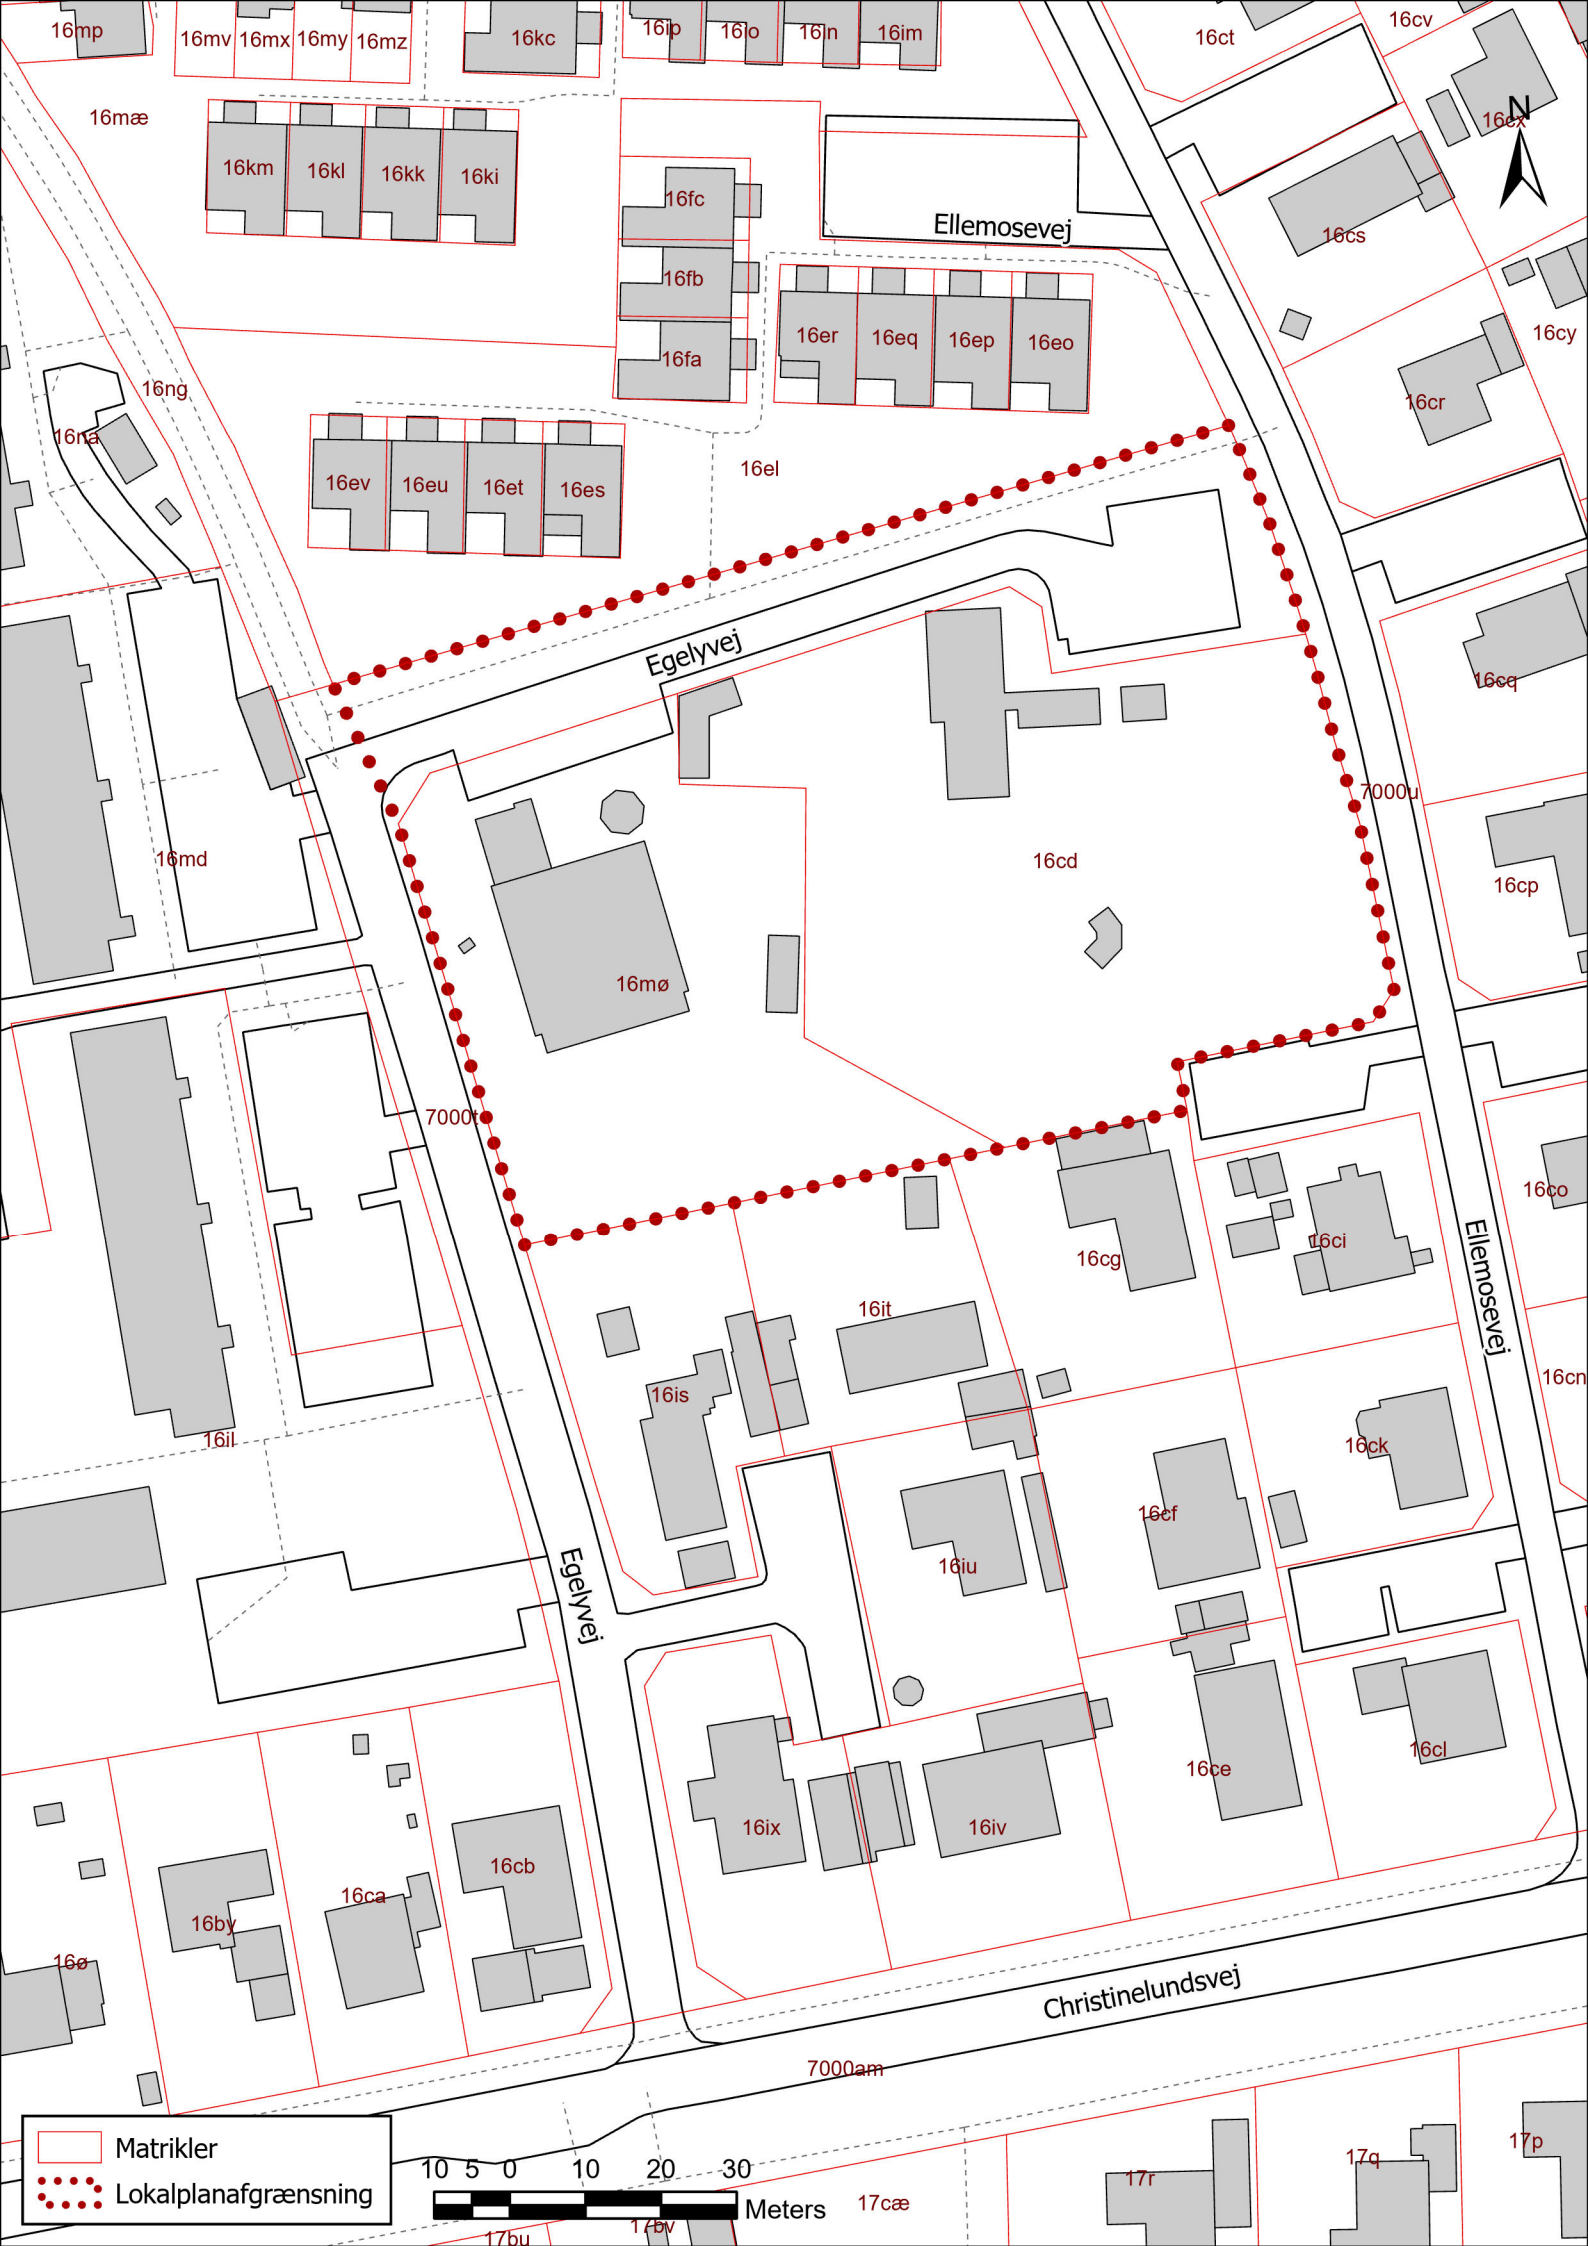 16mp
16mv
16mx
16my
16mz
16kc
16ip
16io
16in
16im
16ct
16cv
16mæ
16cx
N
16km
16kl
16kk
16ki
16fc
Ellemosevej
16cs
16fb
16er
16eq
16ep
16eo
16cy
16fa
16ng
16cr
16na
16el
16ev
16eu
16et
16es
Egelyvej
16cq
7000u
16md
16cd
16cp
16mø
7000t
16co
16ci
16cg
Ellemosevej
16it
16cn
16is
16il
16ck
16cf
16iu
Egelyvej
16cl
16ce
16ix
16iv
16cb
16ca
16by
16ø
Christinelundsvej
7000am
Matrikler
Lokalplanafgrænsning
10 5 0 10 20 30
Meters
17p
17q
17r
17cæ
17bv
17bu